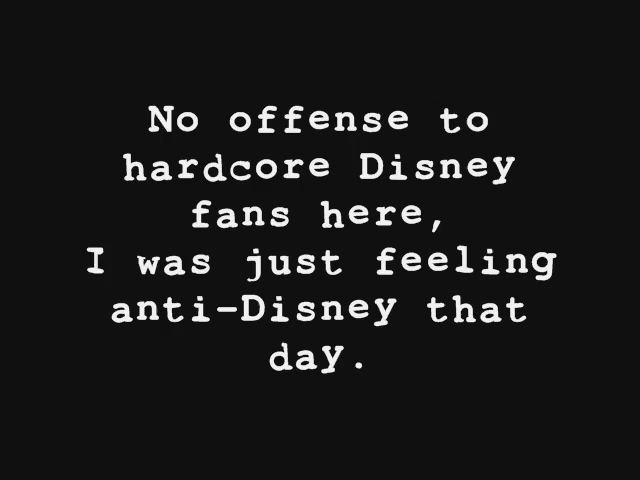 No offense to
hardcore Disney
fans here,
I was just feeling
anti-Disney that
day.